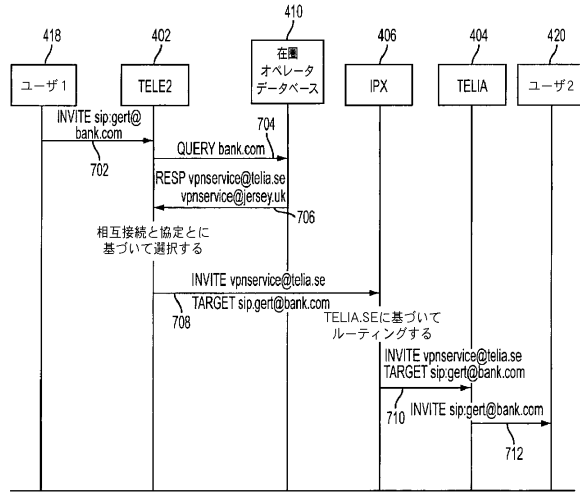 418
402
410
406
404
420
ユーザ1
TELE2
在圏
オペレータ
データベース
IPX
TELIA
ユーザ2
INVITE sip:gert@
bank.com
702
704
QUERY bank.com
RESP vpnservice@telia.se
vpnservice@jersey.uk
706
相互接続と協定とに
基づいて選択する
INVITE vpnservice@telia.se
TARGET sip.gert@bank.com
708
TELIA.SEに基づいて
ルーティングする
INVITE vpnservice@telia.se
TARGET sip:gert@bank.com
710
INVITE sip:gert@bank.com
712